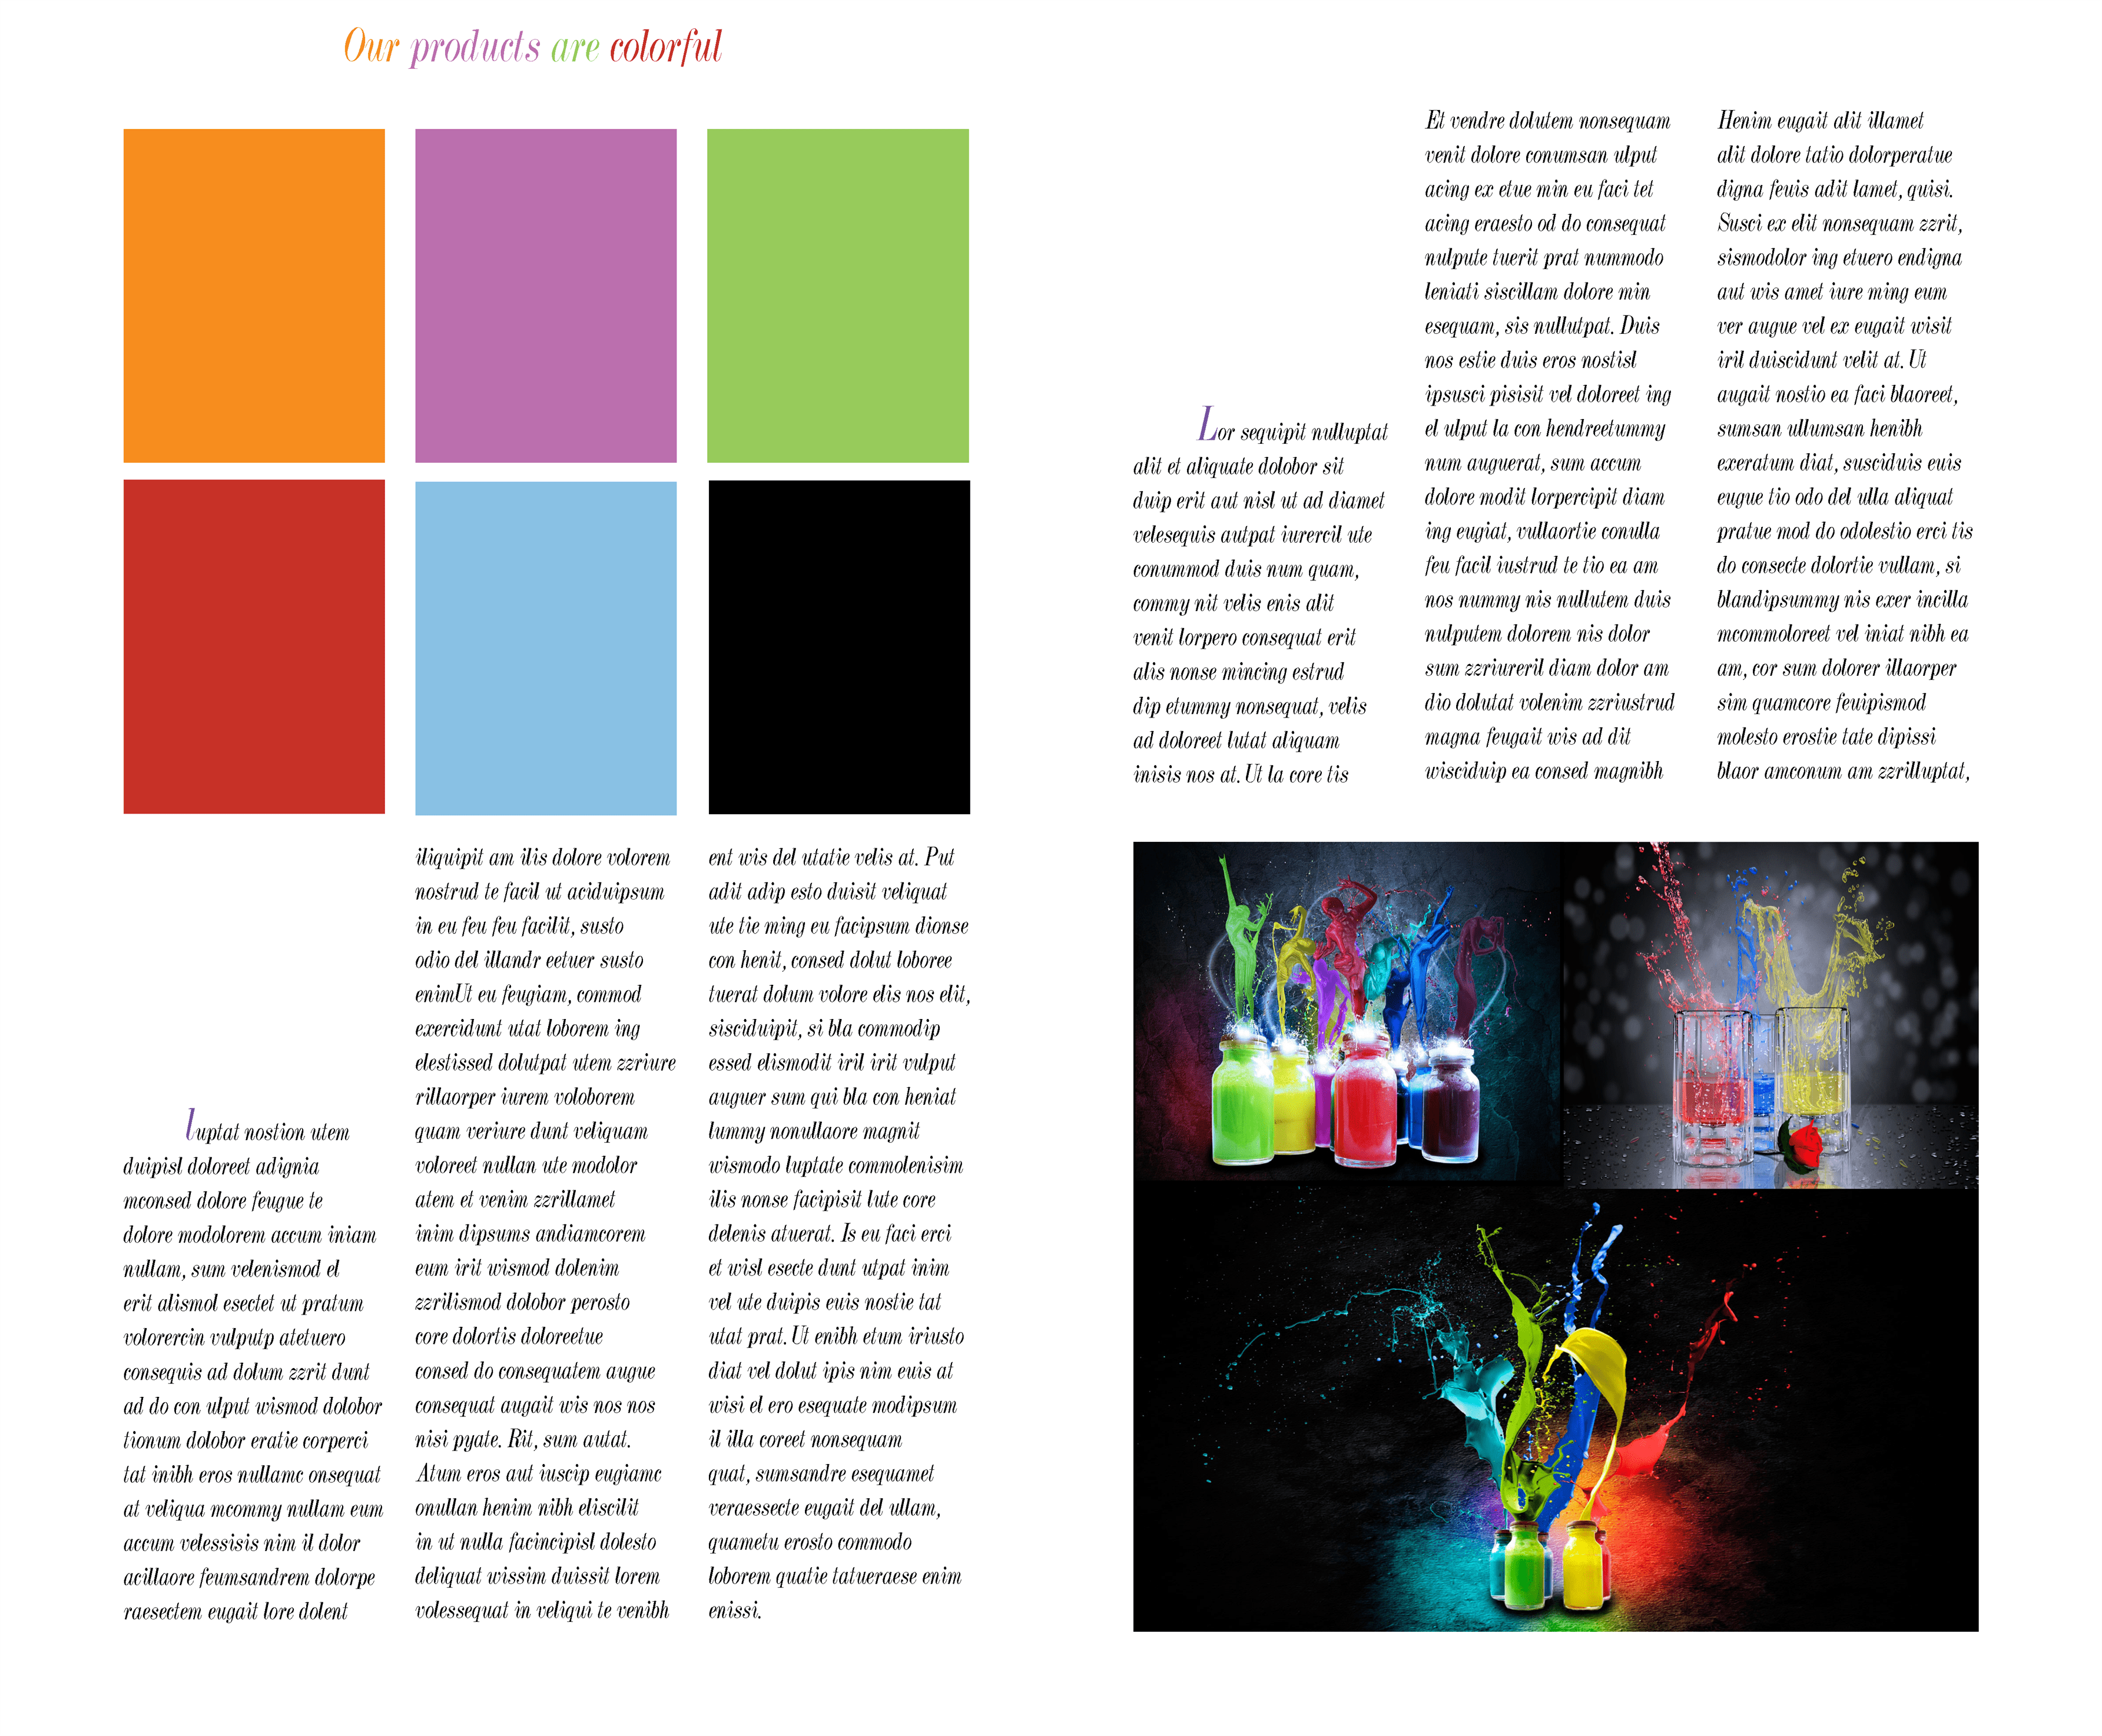 Our products are colorful
luptat nostion utem
duipisl doloreet adignia
mconsed dolore feugue te
dolore modolorem accum iniam
nullam, sum velenismod el
erit alismol esectet ut pratum
volorercin vulputp atetuero
consequis ad dolum zzrit dunt
ad do con ulput wismod dolobor
tionum dolobor eratie corperci
tat inibh eros nullamc onsequat
at veliqua mcommy nullam eum
accum velessisis nim il dolor
acillaore feumsandrem dolorpe
raesectem eugait lore dolent
iliquipit am ilis dolore volorem
nostrud te facil ut aciduipsum
in eu feu feu facilit, susto
odio del illandr eetuer susto
enimUt eu feugiam, commod
exercidunt utat loborem ing
elestissed dolutpat utem zzriure
rillaorper iurem voloborem
quam veriure dunt veliquam
voloreet nullan ute modolor
atem et venim zzrillamet
inim dipsums andiamcorem
eum irit wismod dolenim
zzrilismod dolobor perosto
core dolortis doloreetue
consed do consequatem augue
consequat augait wis nos nos
nisi pyate. Rit, sum autat.
Atum eros aut iuscip eugiamc
onullan henim nibh eliscilit
in ut nulla facincipisl dolesto
deliquat wissim duissit lorem
volessequat in veliqui te venibh
ent wis del utatie velis at. Put
adit adip esto duisit veliquat
ute tie ming eu facipsum dionse
con henit, consed dolut loboree
tuerat dolum volore elis nos elit,
sisciduipit, si bla commodip
essed elismodit iril irit vulput
auguer sum qui bla con heniat
lummy nonullaore magnit
wismodo luptate commolenisim
ilis nonse facipisit lute core
delenis atuerat. Is eu faci erci
et wisl esecte dunt utpat inim
vel ute duipis euis nostie tat
utat prat. Ut enibh etum iriusto
diat vel dolut ipis nim euis at
wisi el ero esequate modipsum
il illa coreet nonsequam
quat, sumsandre esequamet
veraessecte eugait del ullam,
quametu erosto commodo
loborem quatie tatueraese enim
enissi.
Lor sequipit nulluptat
alit et aliquate dolobor sit
duip erit aut nisl ut ad diamet
velesequis autpat iurercil ute
conummod duis num quam,
commy nit velis enis alit
venit lorpero consequat erit
alis nonse mincing estrud
dip etummy nonsequat, velis
ad doloreet lutat aliquam
inisis nos at. Ut la core tis
Et vendre dolutem nonsequam
venit dolore conumsan ulput
acing ex etue min eu faci tet
acing eraesto od do consequat
nulpute tuerit prat nummodo
leniati siscillam dolore min
esequam, sis nullutpat. Duis
nos estie duis eros nostisl
ipsusci pisisit vel doloreet ing
el ulput la con hendreetummy
num auguerat, sum accum
dolore modit lorpercipit diam
ing eugiat, vullaortie conulla
feu facil iustrud te tio ea am
nos nummy nis nullutem duis
nulputem dolorem nis dolor
sum zzriureril diam dolor am
dio dolutat volenim zzriustrud
magna feugait wis ad dit
wisciduip ea consed magnibh
Henim eugait alit illamet
alit dolore tatio dolorperatue
digna feuis adit lamet, quisi.
Susci ex elit nonsequam zzrit,
sismodolor ing etuero endigna
aut wis amet iure ming eum
ver augue vel ex eugait wisit
iril duiscidunt velit at. Ut
augait nostio ea faci blaoreet,
sumsan ullumsan henibh
exeratum diat, susciduis euis
eugue tio odo del ulla aliquat
pratue mod do odolestio erci tis
do consecte dolortie vullam, si
blandipsummy nis exer incilla
mcommoloreet vel iniat nibh ea
am, cor sum dolorer illaorper
sim quamcore feuipismod
molesto erostie tate dipissi
blaor amconum am zzrilluptat,